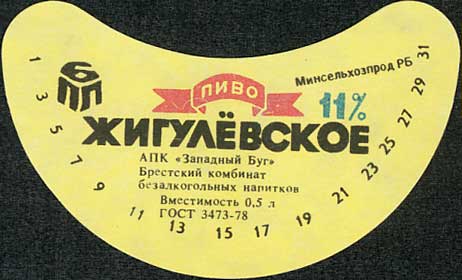 БПЛ
Минсельхозпрод РБ
ПИВО
11%
ЖИГУЛЁВСКОЕ
АПК «Западный Буг»
Брестский комбинат
безалкогольных напитков
Вместимость 0,5 л
ГОСТ 3473-78
1 3 5 7 9 11 13 15 17 19 21 23 25 27 29 31